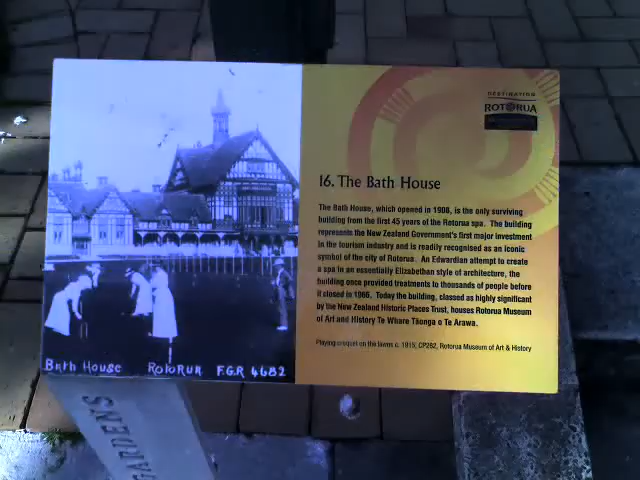 DESTINATION
ROTORUA
16. The Bath House
The Bath House, which opened in 1908, is the only surviving
building from the first 45 years of the Rotorua spa. The building
represents the New Zealand Government's first major investment
in the tourism industry and is readily recognised as an iconic
symbol of the city of Rotorua. An Edwardian attempt to create
a spa in an essentially Elizabethan style of architecture, the
building once provided treatments to thousands of people before
it closed in 1966. Today the building, classed as highly significant
by the New Zealand Historic Places Trust, houses Rotorua Museum
of Art and History Te Whare Taonga o Te Arawa.
Playing croquet on the lawns c. 1915, CP282, Rotorua Museum of Art & History
Bath House Rotorua F.G.R 4682
GARDENS